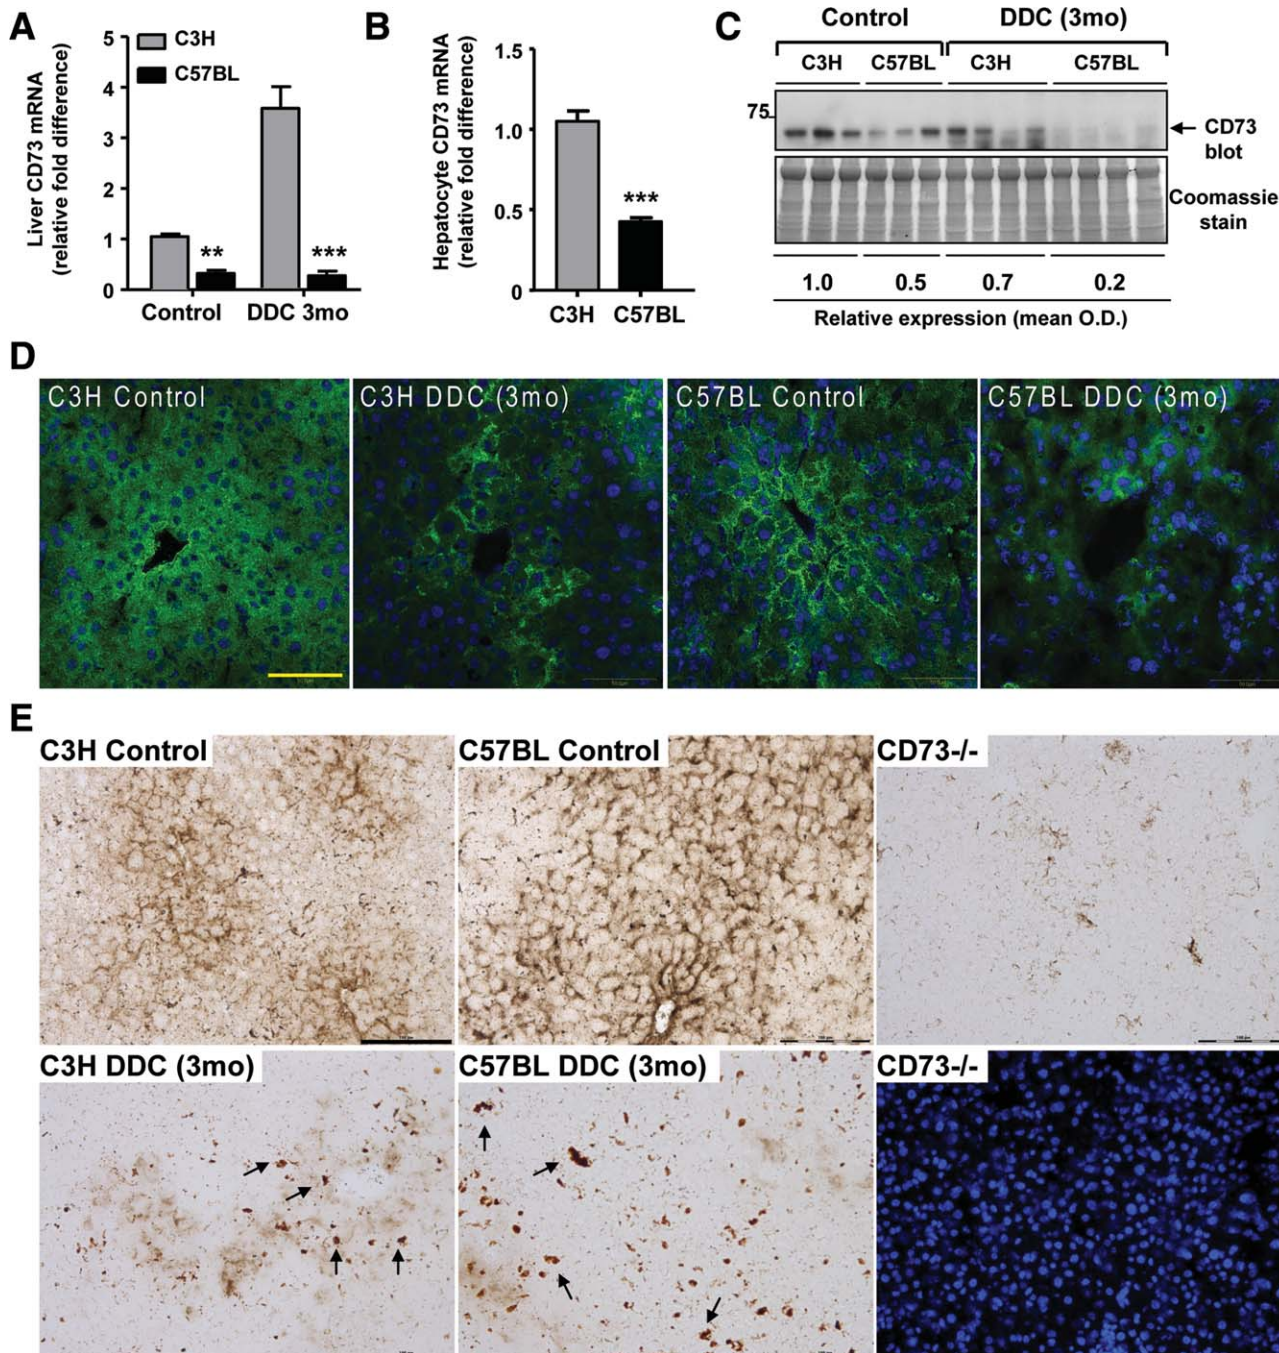 A
Liver CD73 mRNA
(relative fold difference)
5
4
3
2
1
0
C3H
C57BL
**
***
Control
DDC 3mo
B
Hepatocyte CD73 mRNA
(relative fold difference)
1.5
1.0
0.5
0
***
C3H
C57BL
C
Control
DDC (3mo)
C3H
C57BL
C3H
C57BL
75
CD73
blot
Coomassie
stain
1.0
0.5
0.7
0.2
Relative expression (mean O.D.)
D
C3H Control
C3H DDC (3mo)
C57BL Control
C57BL DDC (3mo)
E
C3H Control
C57BL Control
CD73-/-
C3H DDC (3mo)
C57BL DDC (3mo)
CD73-/-